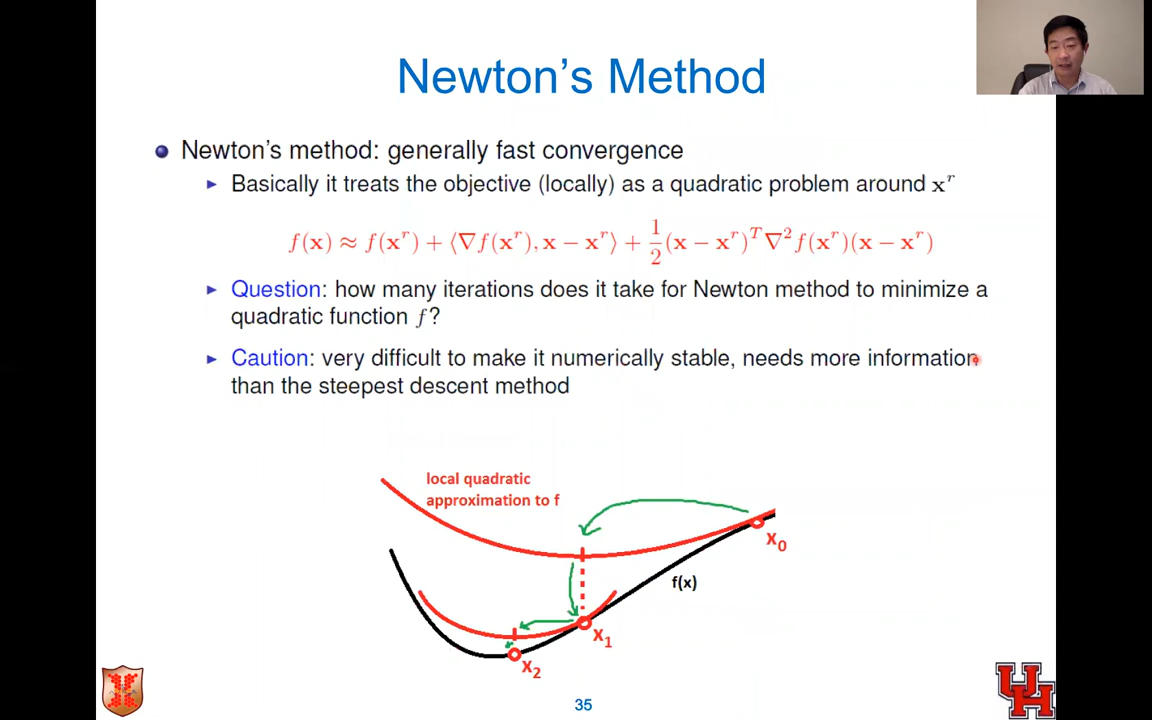 Newton's Method
Newton's method: generally fast convergence
Basically it treats the objective (locally) as a quadratic problem around x^r
f(x) ≈ f(x^r) + ⟨∇f(x^r), x − x^r⟩ + 1/2 (x − x^r)^T ∇²f(x^r)(x − x^r)
Question: how many iterations does it take for Newton method to minimize a
quadratic function f?
Caution: very difficult to make it numerically stable, needs more information
than the steepest descent method
local quadratic
approximation to f
x₀
f(x)
x₁
x₂
35
UH